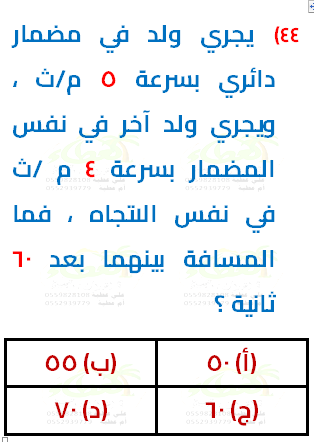 ٤٤) يجري ولد في مضمار
دائري بسرعة ٥ م/ث ،
ويجري ولد آخر في نفس
المضمار بسرعة ٤ م /ث
في نفس الاتجاه ، فما
المسافة بينهما بعد ٦٠
ثانية ؟
(أ) ٥٠ (ب) ٥٥
(ج) ٦٠ (د) ٧٠